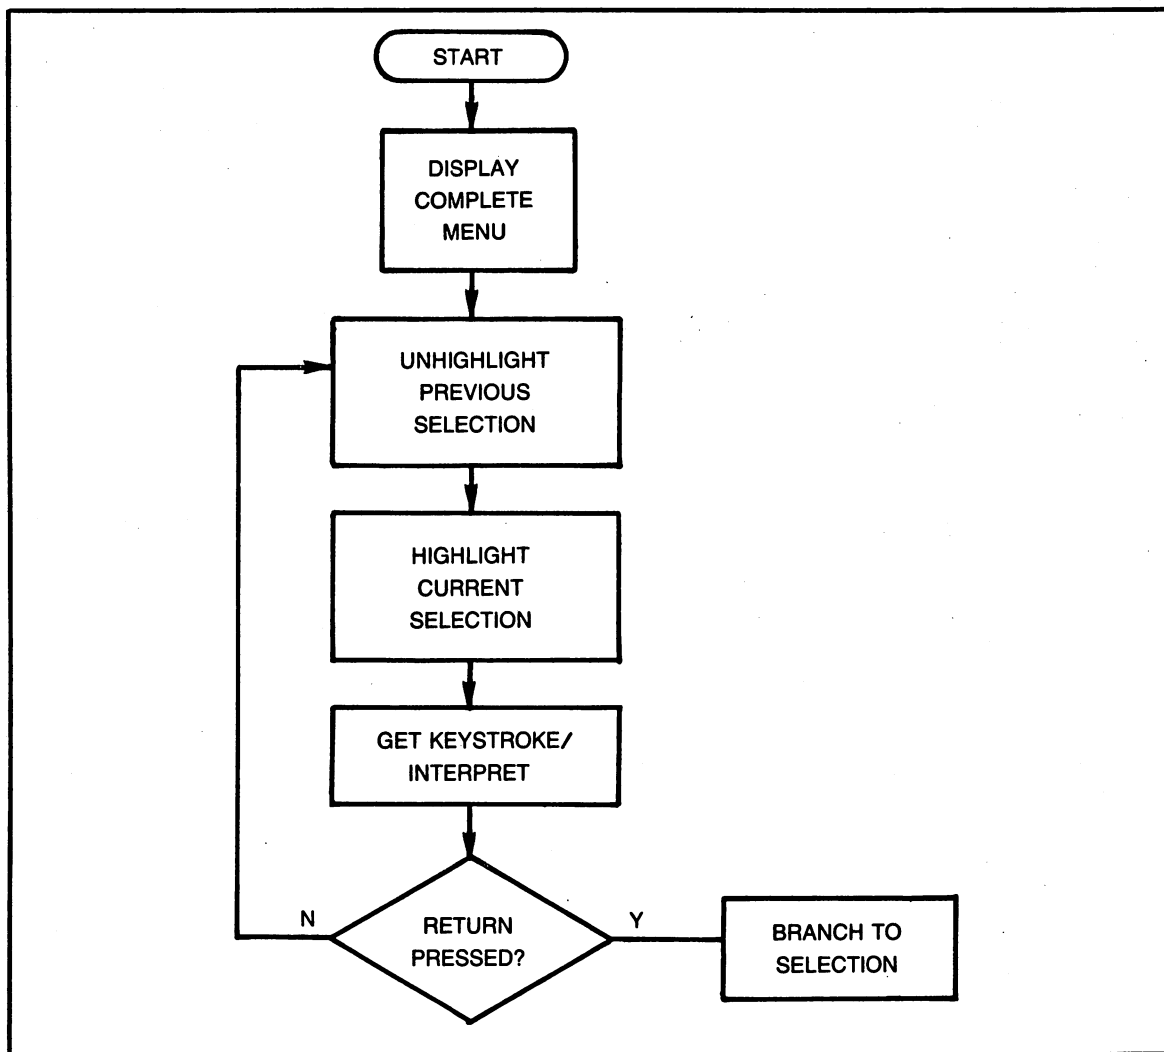 START
DISPLAY
COMPLETE
MENU
UNHIGHLIGHT
PREVIOUS
SELECTION
HIGHLIGHT
CURRENT
SELECTION
GET KEYSTROKE/
INTERPRET
N
RETURN
PRESSED?
Y
BRANCH TO
SELECTION